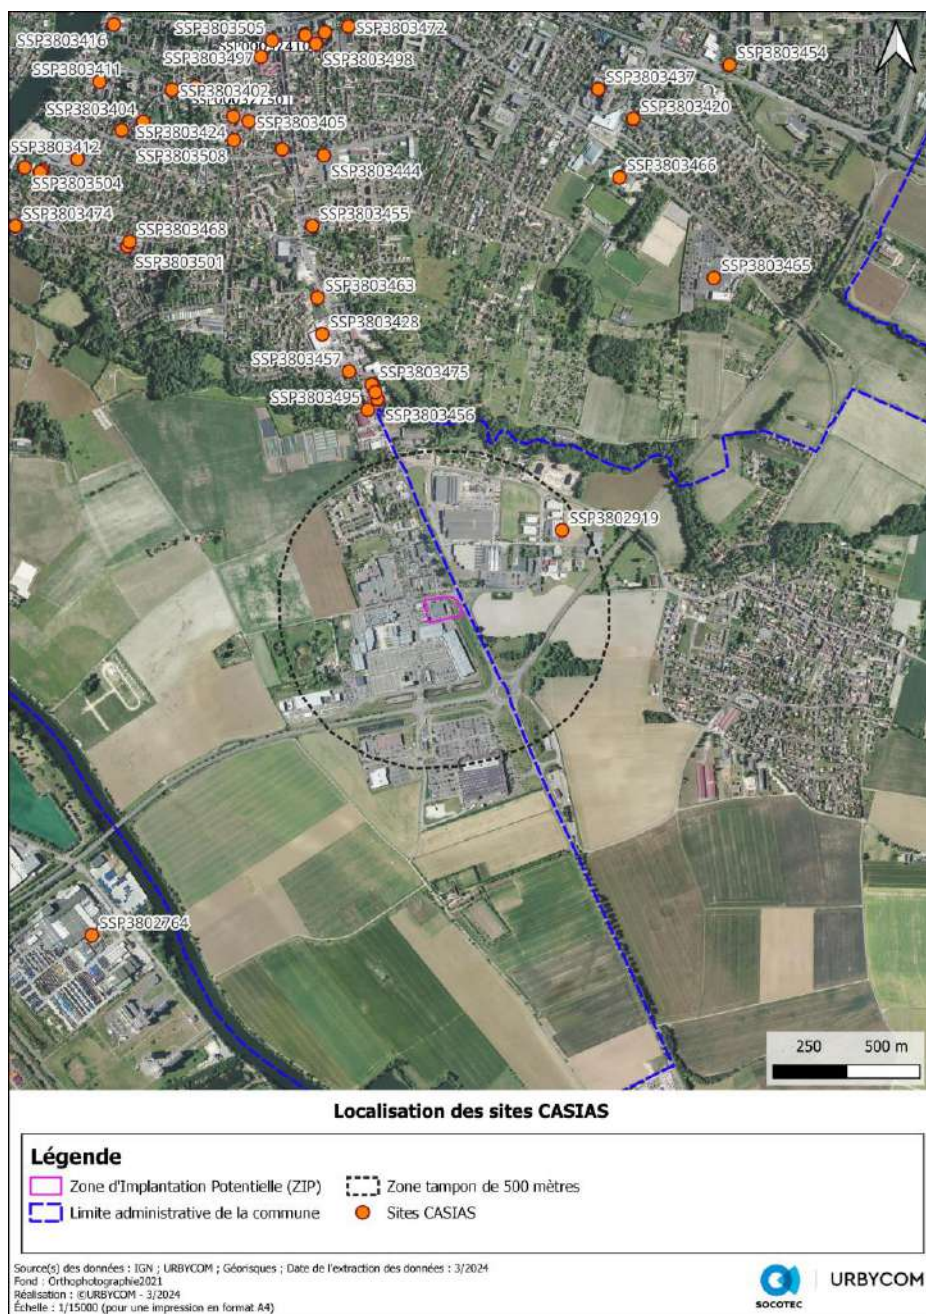 SSP3803416
SSP3803505
SSP3803472
SSP3803497
SSP3803498
SSP3803454
SSP3803411
SSP3803402
SSP3803437
SSP3803404
SSP3803424
SSP3803405
SSP3803420
SSP3803412
SSP3803508
SSP3803444
SSP3803466
SSP3803504
SSP3803474
SSP3803468
SSP3803455
SSP3803501
SSP3803465
SSP3803463
SSP3803428
SSP3803457
SSP3803475
SSP3803495
SSP3803456
SSP3802919
SSP3802764
250 500 m
Localisation des sites CASIAS
Légende
Zone d'Implantation Potentielle (ZIP)
Zone tampon de 500 mètres
Limite administrative de la commune
Sites CASIAS
Source(s) des données : IGN ; URBYCOM ; Géorisques ; Date de l'extraction des données : 3/2024
Fond : Orthophotographie2021
Réalisation : ©URBYCOM - 3/2024
Échelle : 1/15000 (pour une impression en format A4)
SOCOTEC
URBYCOM